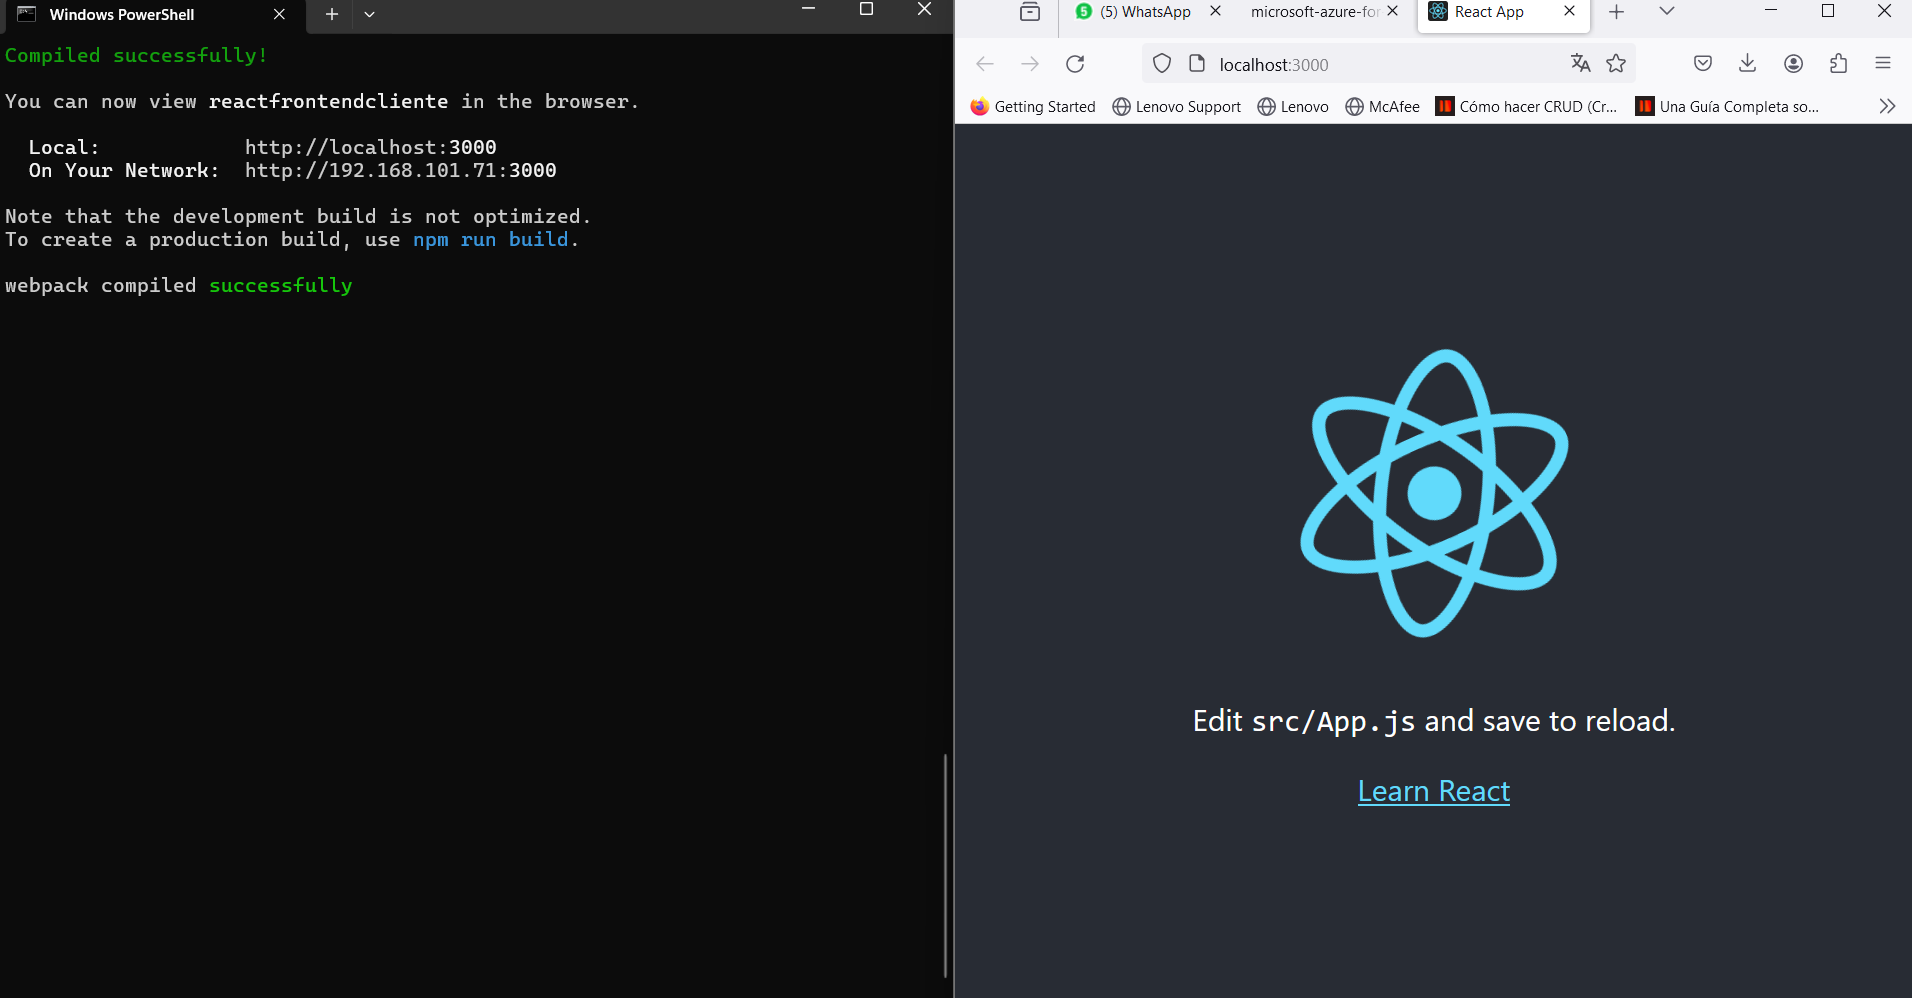 Windows PowerShell
Compiled successfully!
You can now view reactfrontendcliente in the browser.
Local: http://localhost:3000
On Your Network: http://192.168.101.71:3000
Note that the development build is not optimized.
To create a production build, use npm run build.
webpack compiled successfully
5 (5) WhatsApp
microsoft-azure-for
React App
localhost:3000
Getting Started
Lenovo Support
Lenovo
McAfee
Cómo hacer CRUD (Cr...
Una Guía Completa so...
Edit src/App.js and save to reload.
Learn React